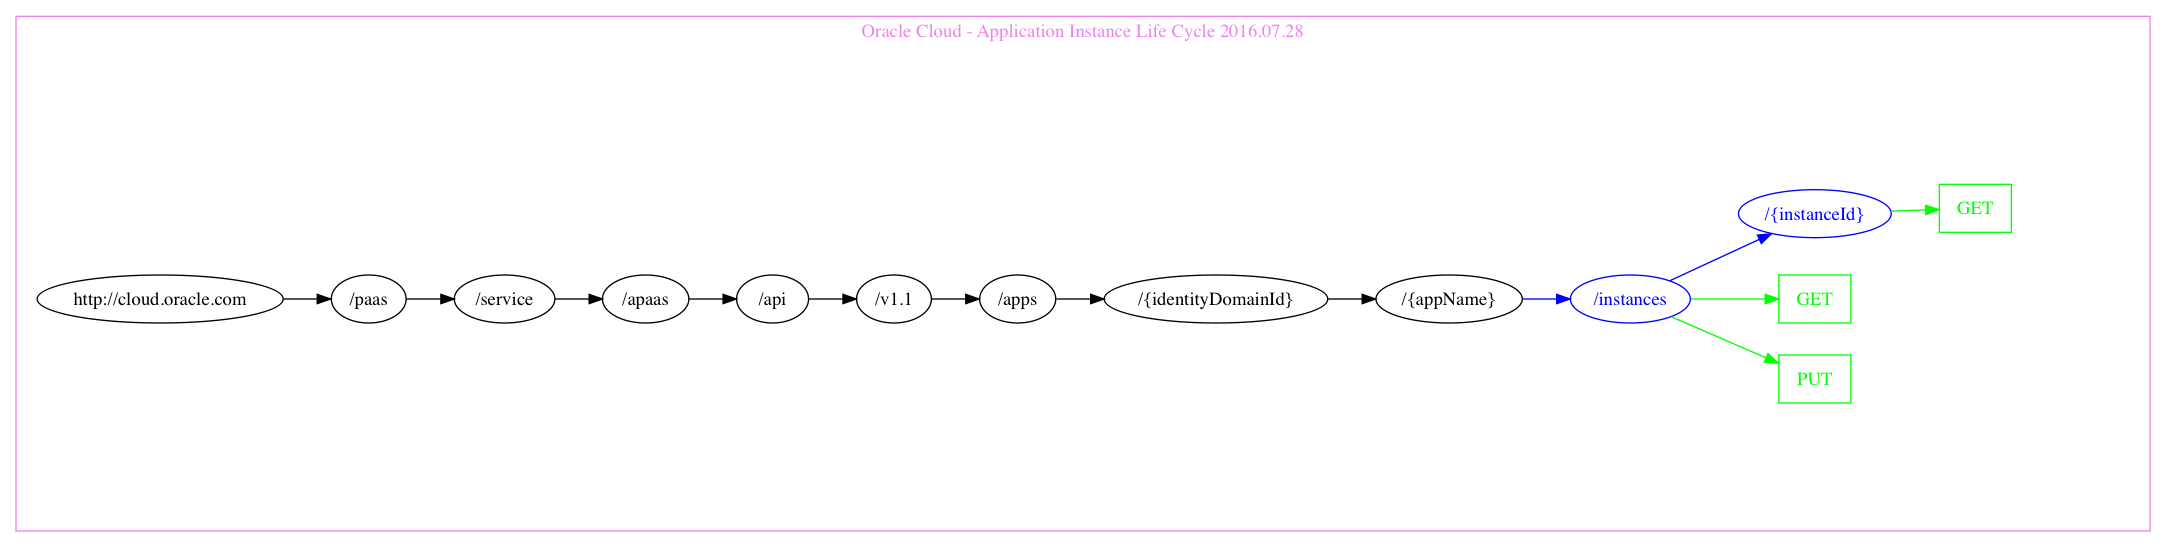 Oracle Cloud - Application Instance Life Cycle 2016.07.28
http://cloud.oracle.com
/paas
/service
/apaas
/api
/v1.1
/apps
/{identityDomainId}
/{appName}
/instances
/{instanceId}
GET
GET
PUT